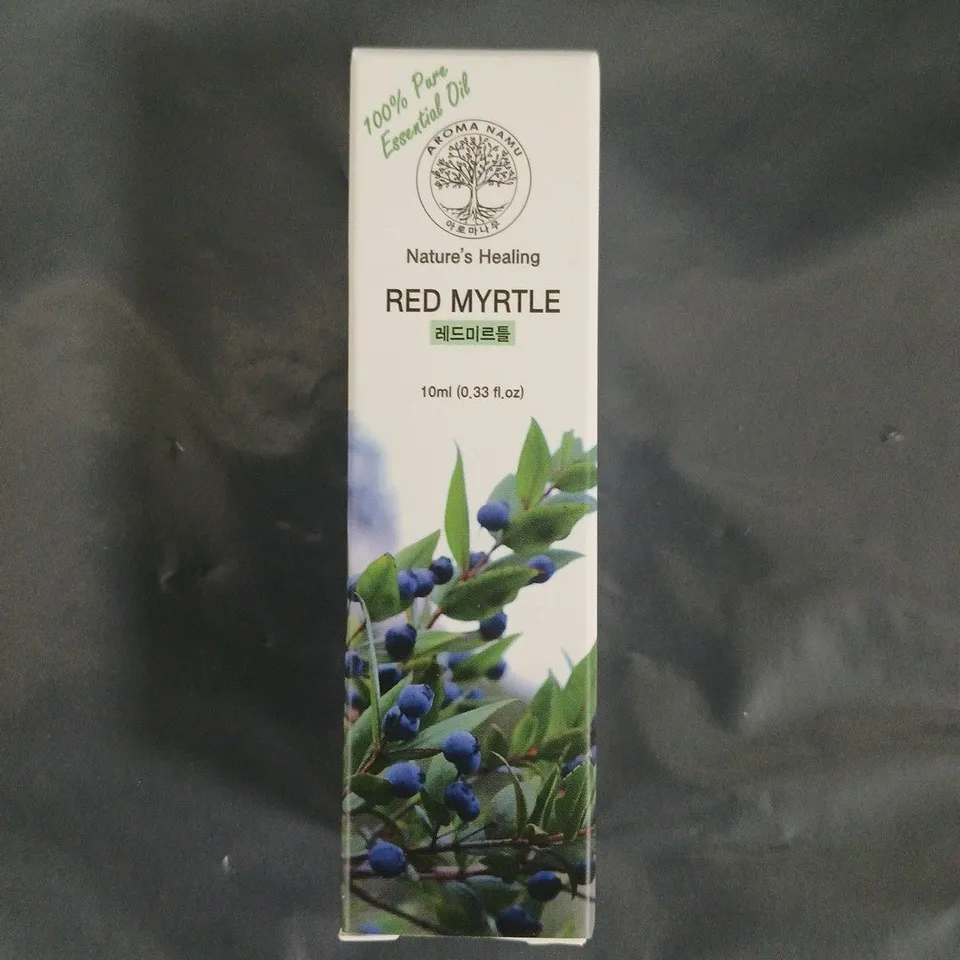 100% Pure
Essential Oil
AROMA NAMU
아로마나무
Nature's Healing
RED MYRTLE
레드미르틀
10ml (0.33 fl.oz)